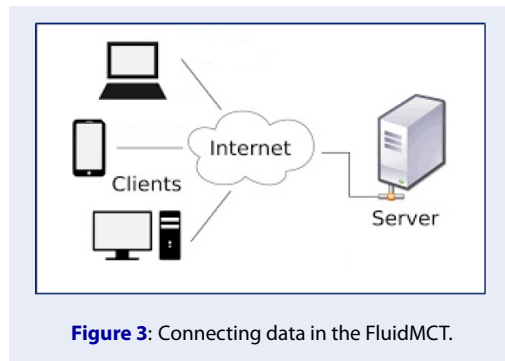 Internet
Clients
Server
Figure 3: Connecting data in the FluidMCT.